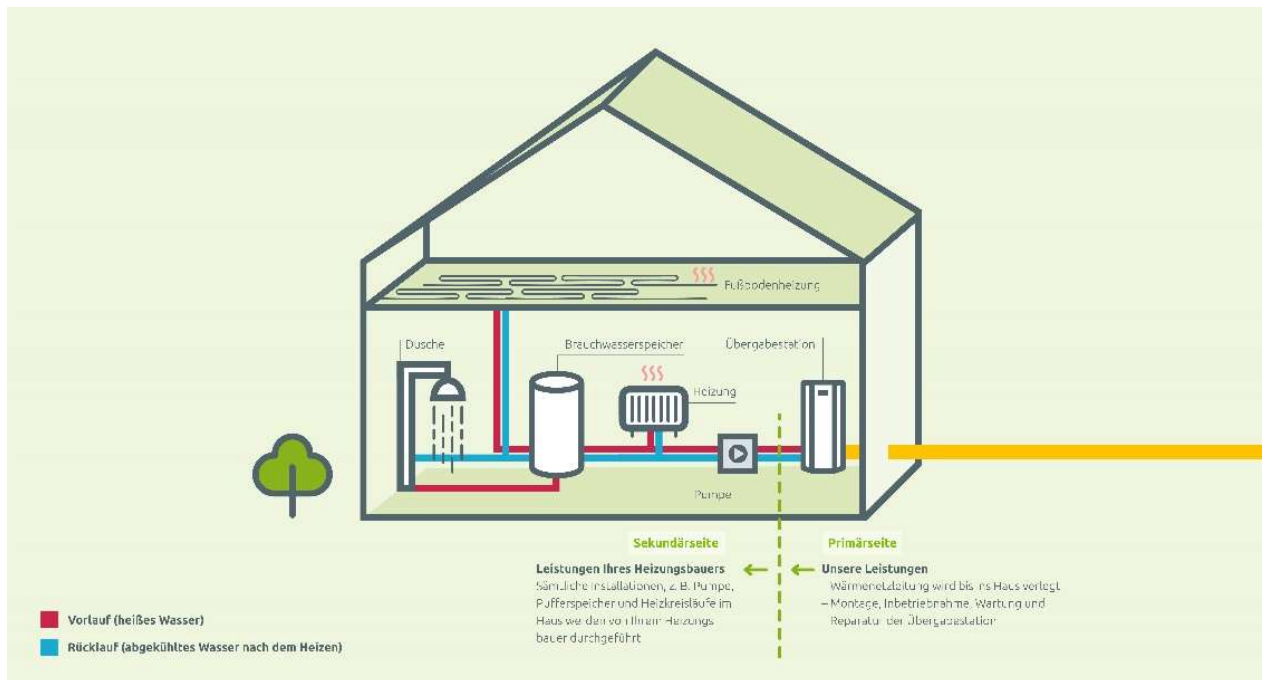 Fußbodenheizung
Dusche
Brauchwasserspeicher
Übergabestation
Heizung
Pumpe
Sekundärseite
Primärseite
Leistungen Ihres Heizungsbauers
Sämtliche Installationen, z. B. Pumpe,
Pufferspeicher und Heizkreisläufe im
Haus werden von Ihrem Heizungs
bauer durchgeführt
Unsere Leistungen
Wärmenetzleitung wird bis ins Haus verlegt
– Montage, Inbetriebnahme, Wartung und
Reparatur der Übergabestation
Vorlauf (heißes Wasser)
Rücklauf (abgekühltes Wasser nach dem Heizen)